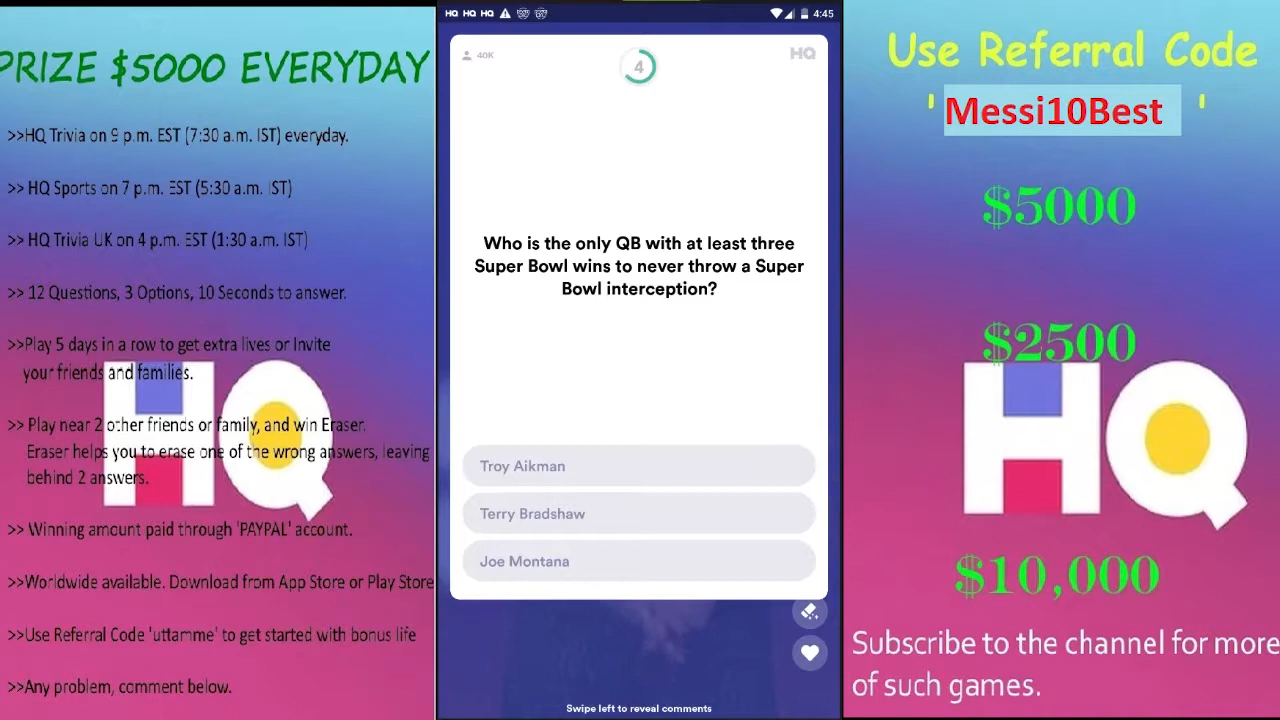 PRIZE $5000 EVERYDAY
>>HQ Trivia on 9 p.m. EST (7:30 a.m. IST) everyday.
>> HQ Sports on 7 p.m. EST (5:30 a.m. IST)
>> HQ Trivia UK on 4 p.m. EST (1:30 a.m. IST)
>> 12 Questions, 3 Options, 10 Seconds to answer.
>>Play 5 days in a row to get extra lives or Invite
your friends and families.
>> Play near 2 other friends or family, and win Eraser.
Eraser helps you to erase one of the wrong answers, leaving
behind 2 answers.
>> Winning amount paid through 'PAYPAL' account.
>>Worldwide available. Download from App Store or Play Store
>>Use Referral Code 'uttamme' to get started with bonus life
>>Any problem, comment below.
HQ
HQ HQ HQ 4:45
40K 4 HQ
Who is the only QB with at least three
Super Bowl wins to never throw a Super
Bowl interception?
Troy Aikman
Terry Bradshaw
Joe Montana
Swipe left to reveal comments
Use Referral Code
' Messi10Best '
$5000
$2500
HQ
$10,000
Subscribe to the channel for more
of such games.